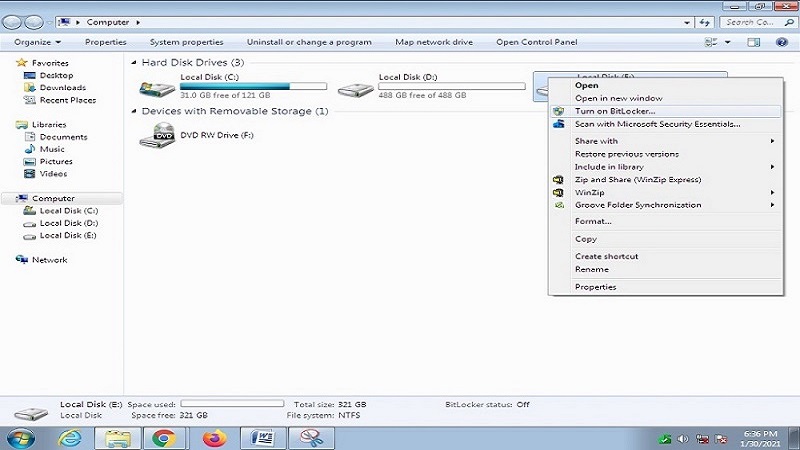 Computer
Search Co...
Organize Properties System properties Uninstall or change a program Map network drive Open Control Panel
Favorites
Desktop
Downloads
Recent Places
Libraries
Documents
Music
Pictures
Videos
Computer
Local Disk (C:)
Local Disk (D:)
Local Disk (E:)
Network
Hard Disk Drives (3)
Local Disk (C:)
31.0 GB free of 121 GB
Local Disk (D:)
488 GB free of 488 GB
Local Disk (E:)
Devices with Removable Storage (1)
DVD
DVD RW Drive (F:)
Open
Open in new window
Turn on BitLocker...
Scan with Microsoft Security Essentials...
Share with
Restore previous versions
Include in library
Zip and Share (WinZip Express)
WinZip
Groove Folder Synchronization
Format...
Copy
Create shortcut
Rename
Properties
Local Disk (E:) Space used: Total size: 321 GB BitLocker status: Off
Local Disk Space free: 321 GB File system: NTFS
6:36 PM
1/30/2021